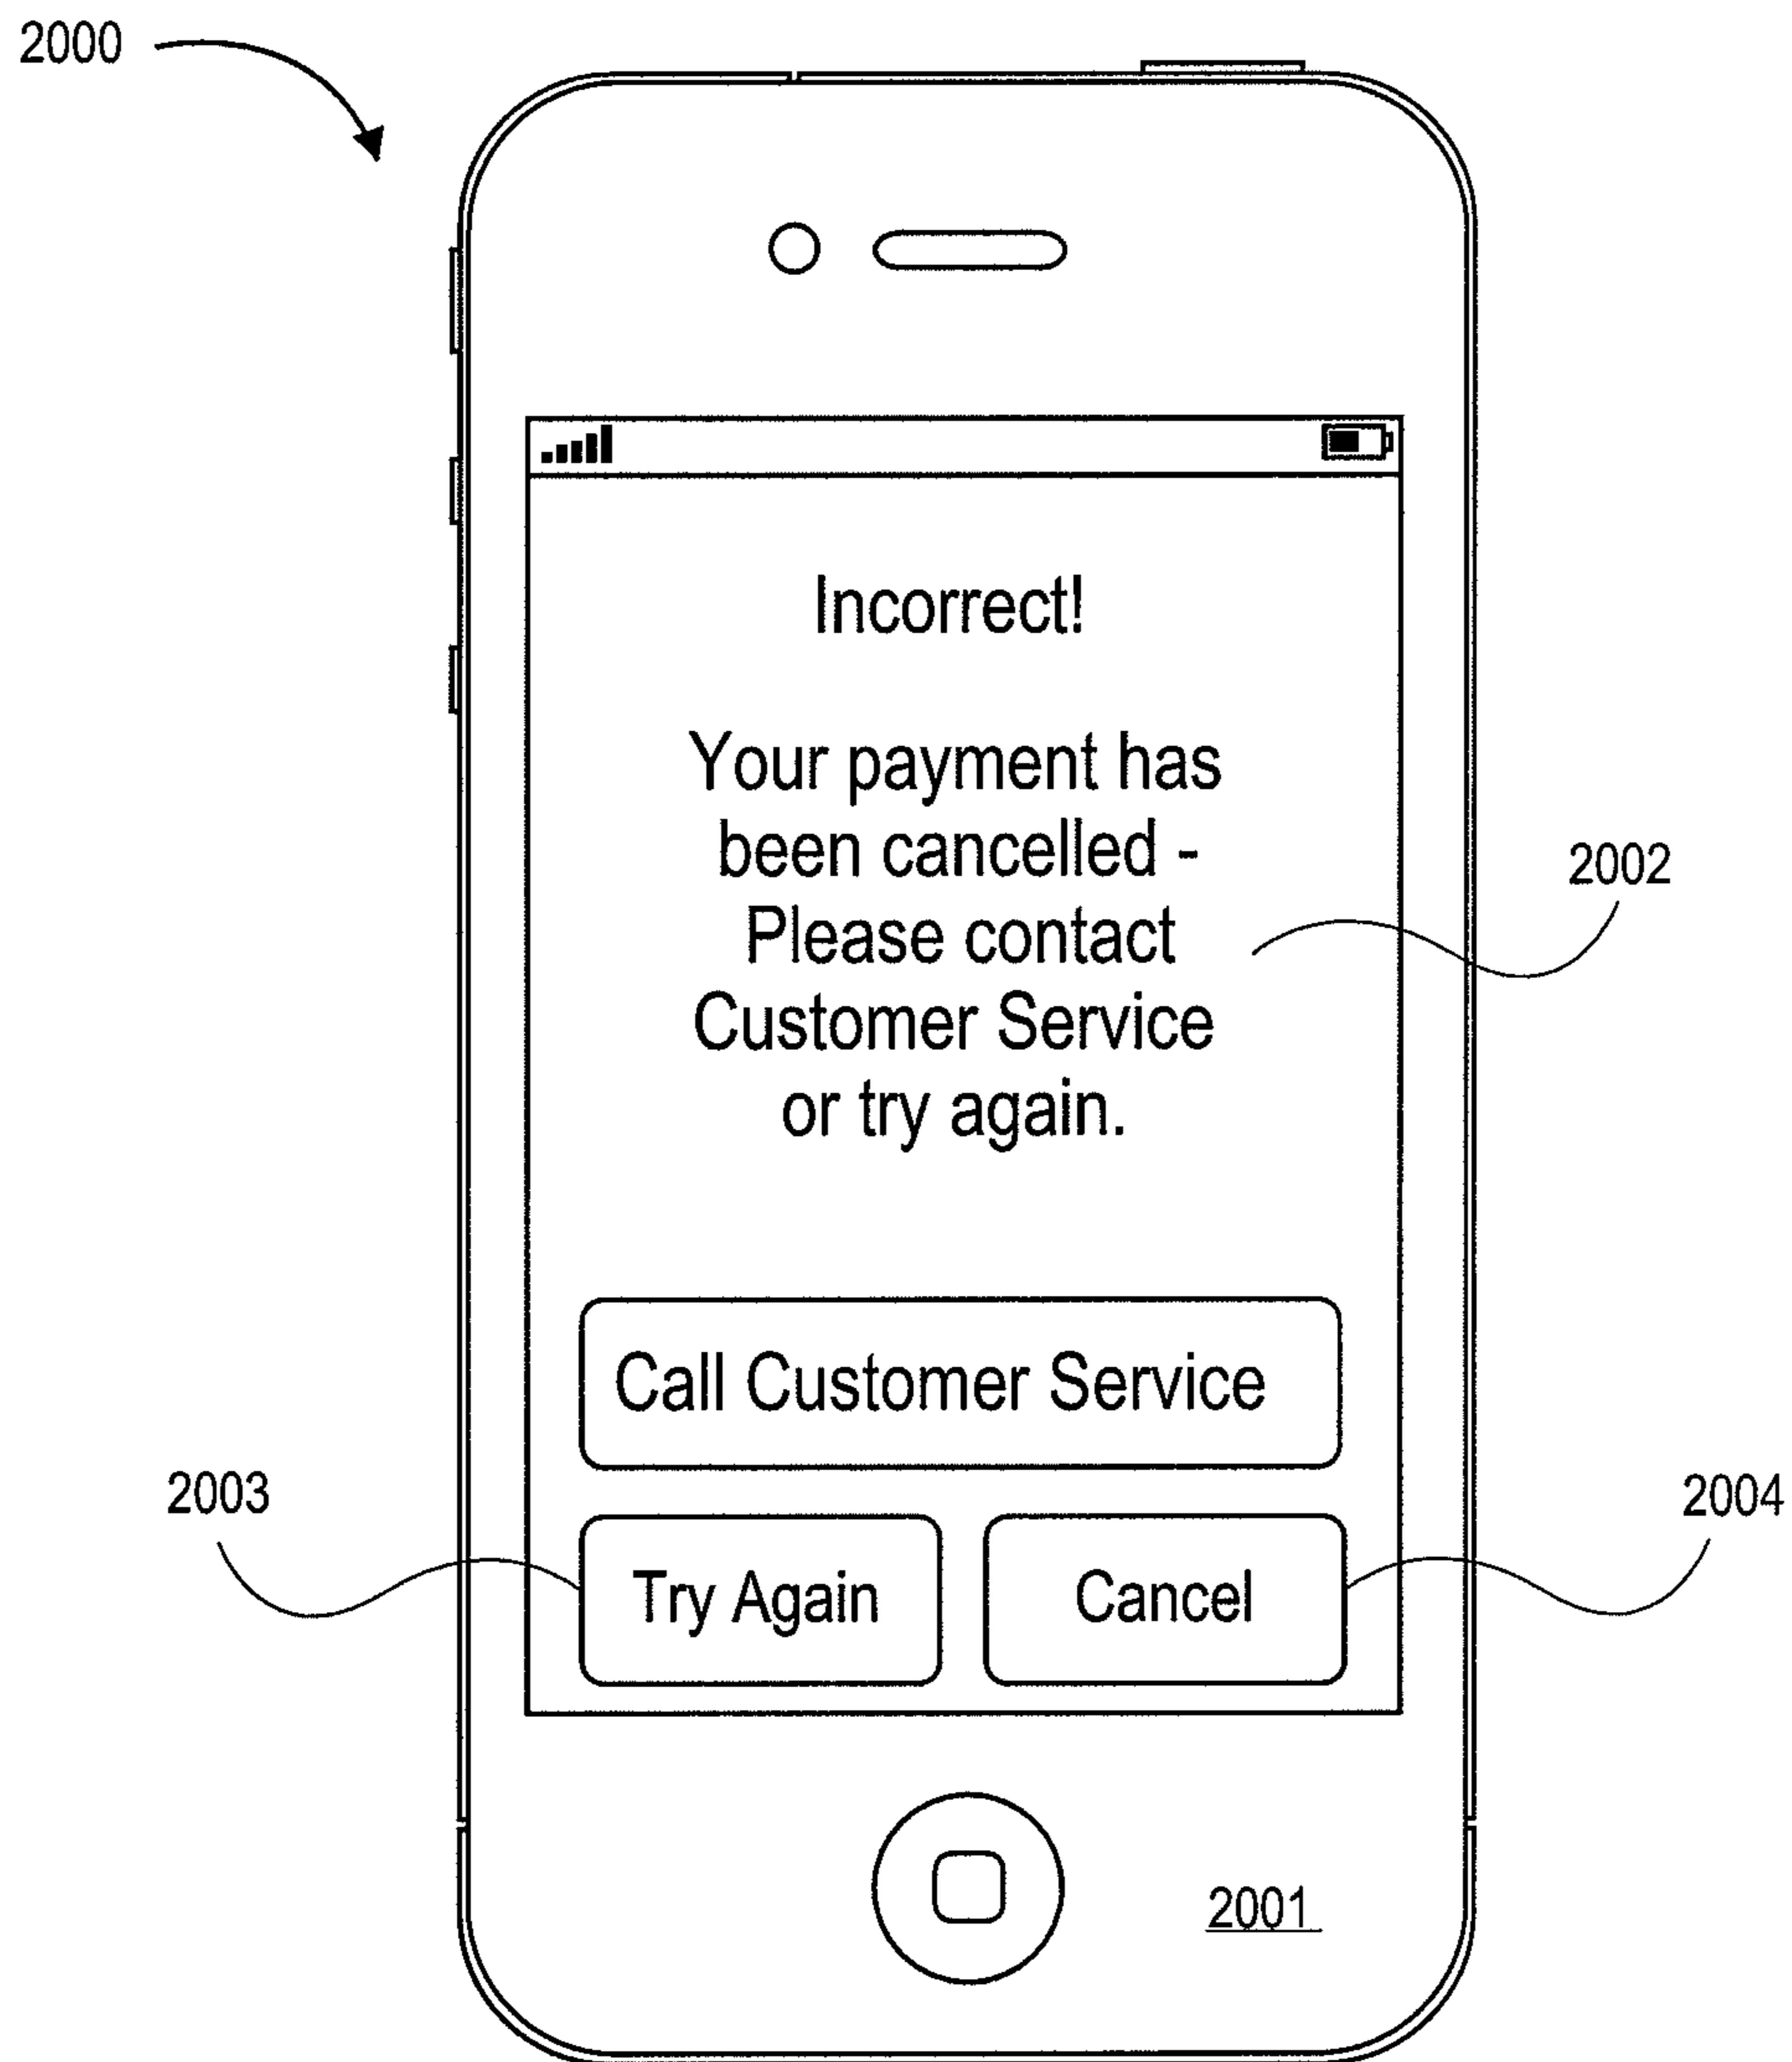 2000
Incorrect!
Your payment has
been cancelled -
Please contact
Customer Service
or try again.
2002
Call Customer Service
2003
2004
Try Again
Cancel
2001